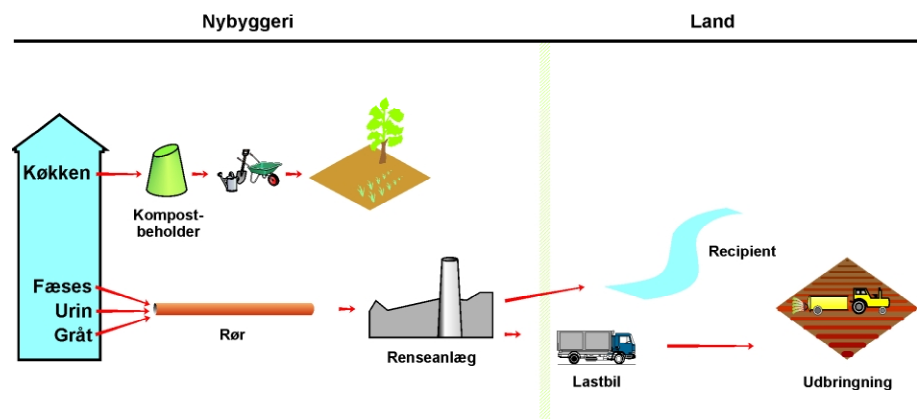 Nybyggeri
Land
Køkken
Kompost-
beholder
Fæses
Urin
Gråt
Rør
Renseanlæg
Recipient
Lastbil
Udbringning